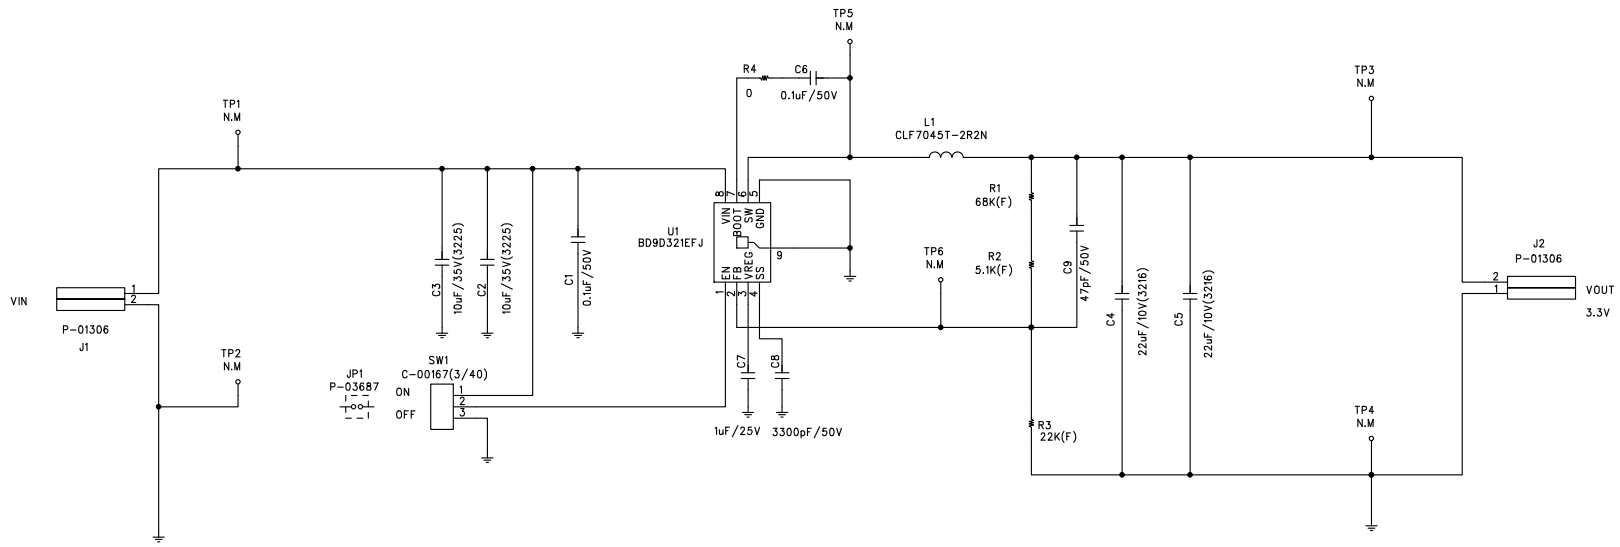 TP5
N.M
R4
C6
0
0.1uF/50V
TP3
N.M
TP1
N.M
L1
CLF7045T-2R2N
8
7
6
5
VIN
BOOT
SW
GND
R1
68K(F)
U1
BD9D321EFJ
9
EN
FB
VREG
SS
1
2
3
4
C3
10uF/35V(3225)
C2
10uF/35V(3225)
C1
0.1uF/50V
TP6
N.M
R2
5.1K(F)
C9
47pF/50V
C4
22uF/10V(3216)
C5
22uF/10V(3216)
J2
P-01306
2
1
VOUT
3.3V
VIN
1
2
P-01306
J1
TP2
N.M
JP1
P-03687
SW1
C-00167(3/40)
ON
OFF
1
2
3
C7
1uF/25V
C8
3300pF/50V
R3
22K(F)
TP4
N.M